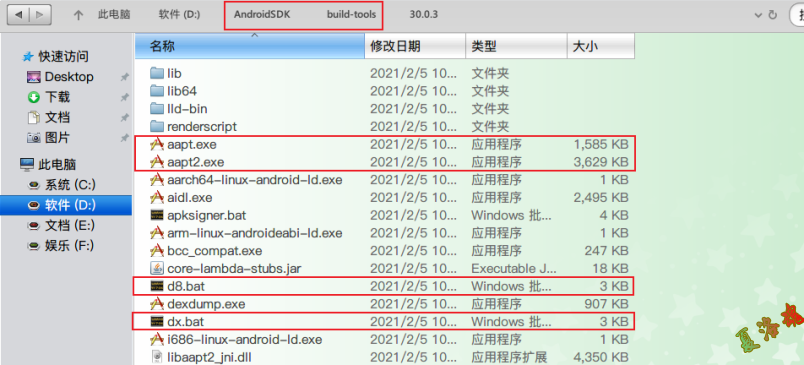 此电脑 软件 (D:) AndroidSDK build-tools 30.0.3
名称 修改日期 类型 大小
快速访问
Desktop
下载
文档
图片
此电脑
系统 (C:)
软件 (D:)
文档 (E:)
娱乐 (F:)
lib 2021/2/5 10... 文件夹
lib64 2021/2/5 10... 文件夹
lld-bin 2021/2/5 10... 文件夹
renderscript 2021/2/5 10... 文件夹
aapt.exe 2021/2/5 10... 应用程序 1,585 KB
aapt2.exe 2021/2/5 10... 应用程序 3,629 KB
aarch64-linux-android-ld.exe 2021/2/5 10... 应用程序 1 KB
aidl.exe 2021/2/5 10... 应用程序 2,495 KB
apksigner.bat 2021/2/5 10... Windows 批... 4 KB
arm-linux-androideabi-ld.exe 2021/2/5 10... 应用程序 1 KB
bcc_compat.exe 2021/2/5 10... 应用程序 247 KB
core-lambda-stubs.jar 2021/2/5 10... Executable J... 18 KB
d8.bat 2021/2/5 10... Windows 批... 3 KB
dexdump.exe 2021/2/5 10... 应用程序 907 KB
dx.bat 2021/2/5 10... Windows 批... 3 KB
i686-linux-android-ld.exe 2021/2/5 10... 应用程序 1 KB
libaapt2_jni.dll 2021/2/5 10... 应用程序扩展 4,350 KB